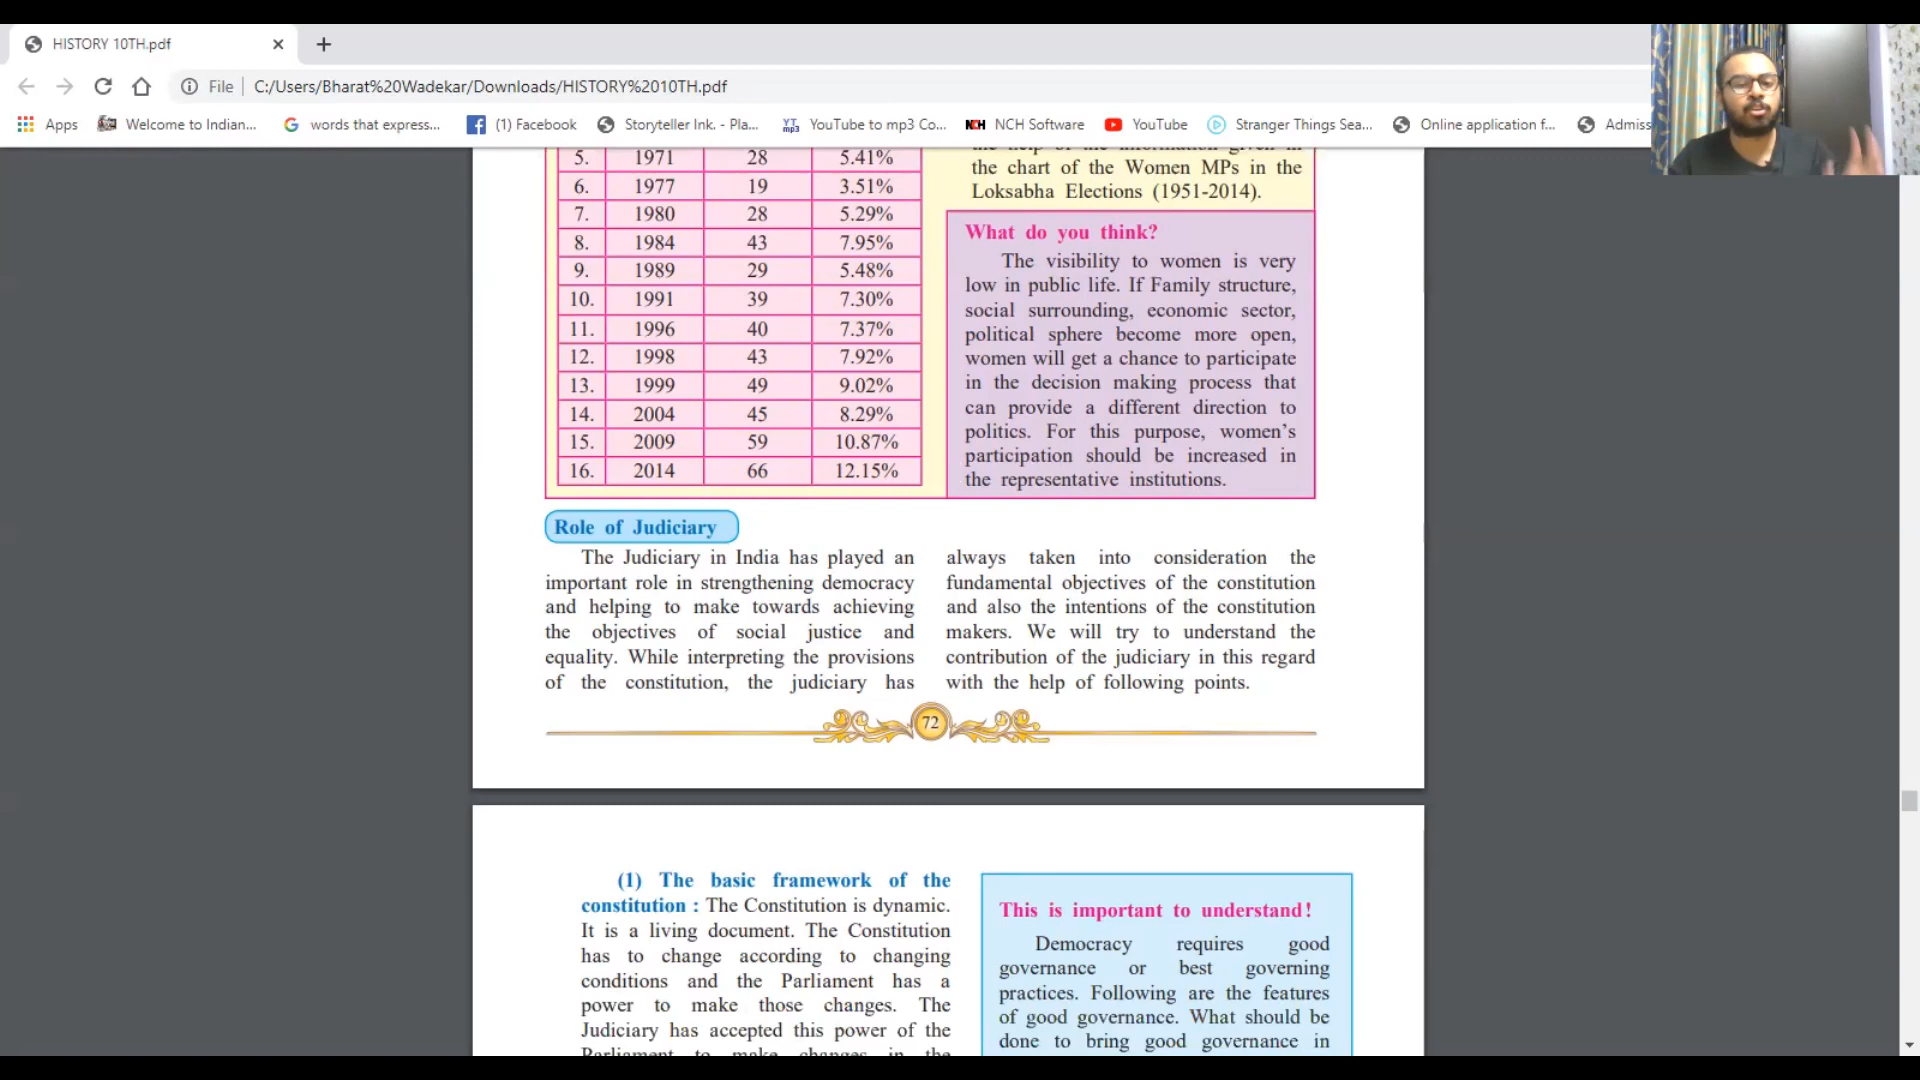 HISTORY 10TH.pdf
File
C:/Users/Bharat%20Wadekar/Downloads/HISTORY%2010TH.pdf
Apps
Welcome to Indian...
words that express...
(1) Facebook
Storyteller Ink. - Pla...
YouTube to mp3 Co...
NCH Software
YouTube
Stranger Things Sea...
Online application f...
Admiss
5. 1971 28 5.41%
6. 1977 19 3.51%
7. 1980 28 5.29%
8. 1984 43 7.95%
9. 1989 29 5.48%
10. 1991 39 7.30%
11. 1996 40 7.37%
12. 1998 43 7.92%
13. 1999 49 9.02%
14. 2004 45 8.29%
15. 2009 59 10.87%
16. 2014 66 12.15%
the help of the information given in
the chart of the Women MPs in the
Loksabha Elections (1951-2014).
What do you think?
The visibility to women is very
low in public life. If Family structure,
social surrounding, economic sector,
political sphere become more open,
women will get a chance to participate
in the decision making process that
can provide a different direction to
politics. For this purpose, women's
participation should be increased in
the representative institutions.
Role of Judiciary
The Judiciary in India has played an
important role in strengthening democracy
and helping to make towards achieving
the objectives of social justice and
equality. While interpreting the provisions
of the constitution, the judiciary has
always taken into consideration the
fundamental objectives of the constitution
and also the intentions of the constitution
makers. We will try to understand the
contribution of the judiciary in this regard
with the help of following points.
72
(1) The basic framework of the
constitution : The Constitution is dynamic.
It is a living document. The Constitution
has to change according to changing
conditions and the Parliament has a
power to make those changes. The
Judiciary has accepted this power of the
Parliament to make changes in the
This is important to understand!
Democracy requires good
governance or best governing
practices. Following are the features
of good governance. What should be
done to bring good governance in